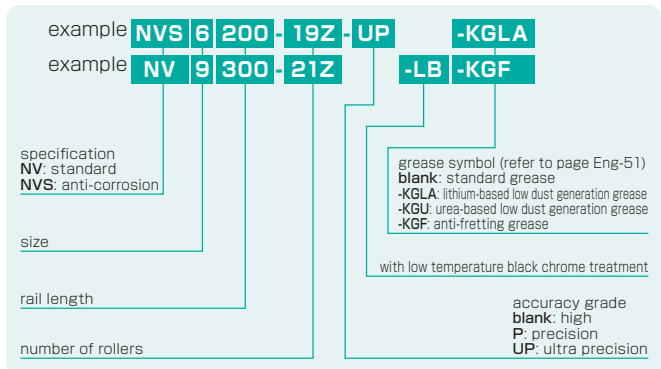 example NVS 6 200 - 19Z - UP -KGLA
example NV 9 300 - 21Z -LB -KGF
specification
NV: standard
NVS: anti-corrosion
size
rail length
number of rollers
grease symbol (refer to page Eng-51)
blank: standard grease
-KGLA: lithium-based low dust generation grease
-KGU: urea-based low dust generation grease
-KGF: anti-fretting grease
with low temperature black chrome treatment
accuracy grade
blank: high
P: precision
UP: ultra precision